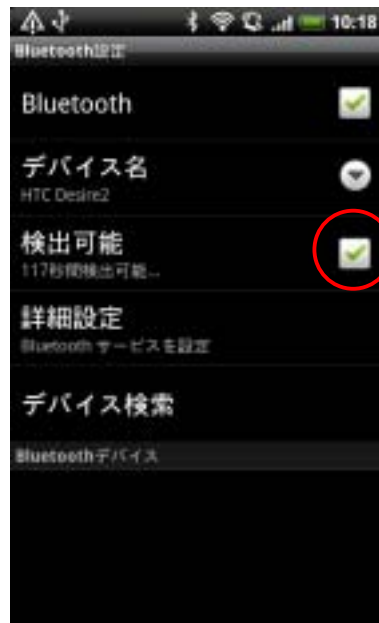 10:18
Bluetooth設定
Bluetooth
デバイス名
HTC Desire2
検出可能
117秒間検出可能...
詳細設定
Bluetooth サービスを設定
デバイス検索
Bluetoothデバイス